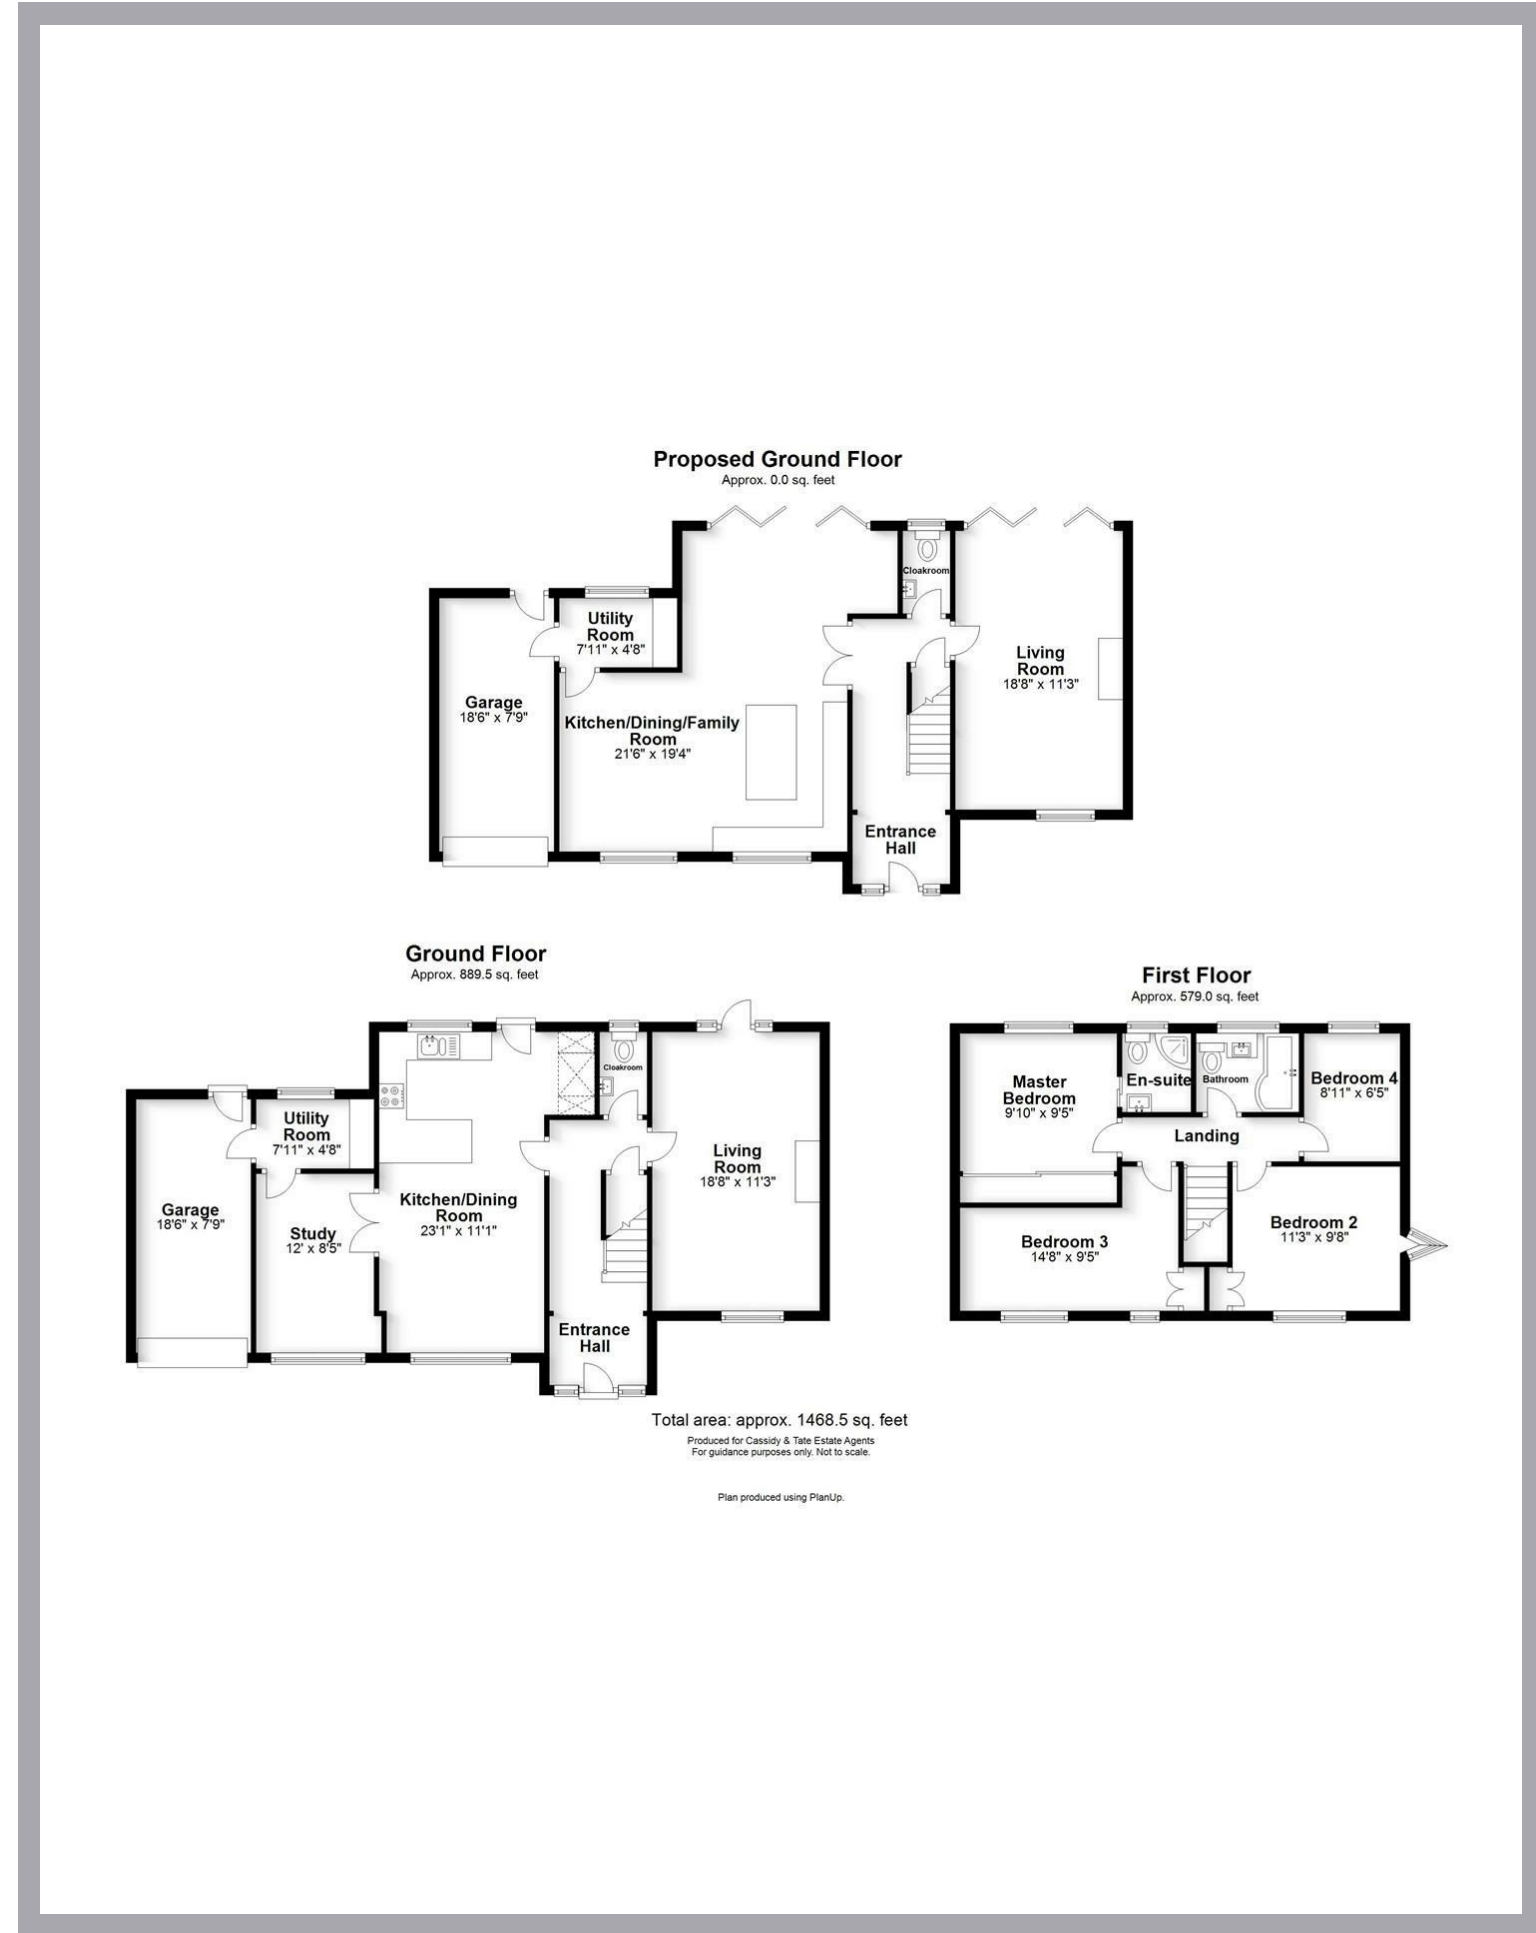 Proposed Ground Floor
Approx. 0.0 sq. feet
Cloakroom
Utility
Room
7'11" x 4'8"
Living
Room
18'8" x 11'3"
Garage
18'6" x 7'9"
Kitchen/Dining/Family
Room
21'6" x 19'4"
Entrance
Hall
Ground Floor
Approx. 889.5 sq. feet
Cloakroom
Utility
Room
7'11" x 4'8"
Living
Room
18'8" x 11'3"
Garage
18'6" x 7'9"
Kitchen/Dining
Room
23'1" x 11'1"
Study
12' x 8'5"
Entrance
Hall
First Floor
Approx. 579.0 sq. feet
Master
Bedroom
9'10" x 9'5"
En-suite
Bathroom
Bedroom 4
8'11" x 6'5"
Landing
Bedroom 3
14'8" x 9'5"
Bedroom 2
11'3" x 9'8"
Total area: approx. 1468.5 sq. feet
Produced for Cassidy & Tate Estate Agents
For guidance purposes only. Not to scale.
Plan produced using PlanUp.